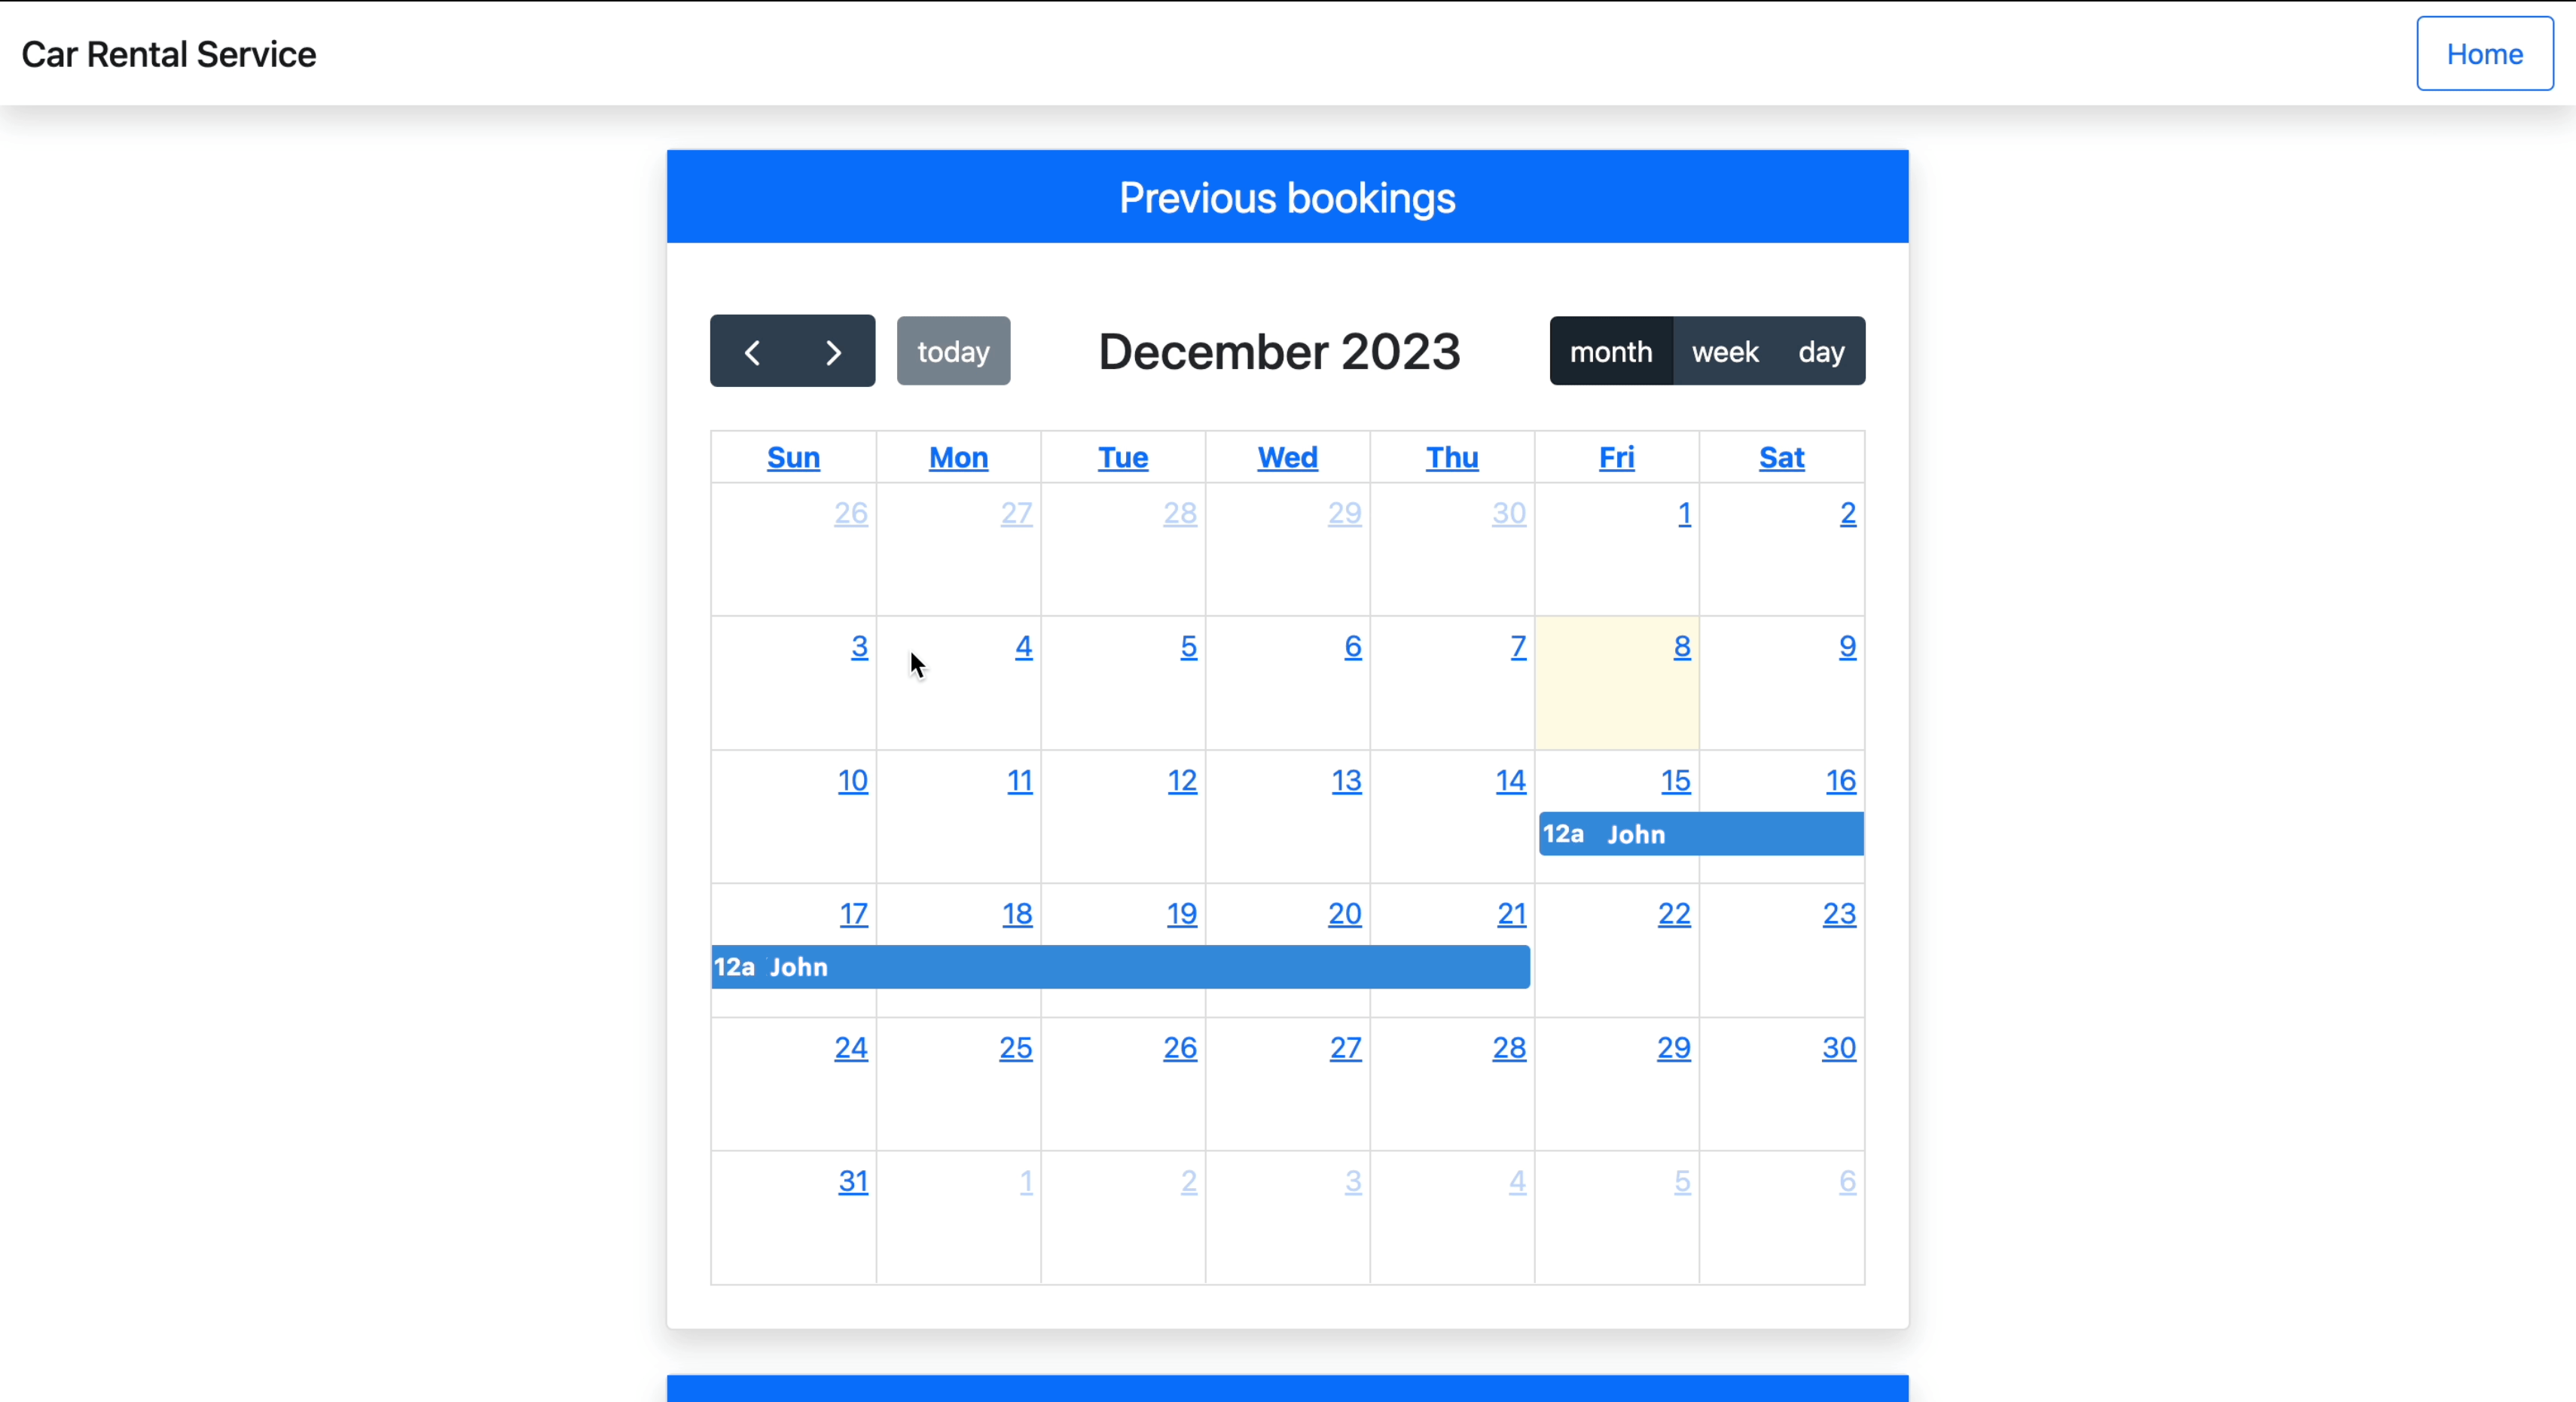 Car Rental Service Home
Previous bookings
today December 2023 month week day
Sun Mon Tue Wed Thu Fri Sat
26 27 28 29 30 1 2
3 4 5 6 7 8 9
10 11 12 13 14 15 16
12a John
17 18 19 20 21 22 23
12a John
24 25 26 27 28 29 30
31 1 2 3 4 5 6